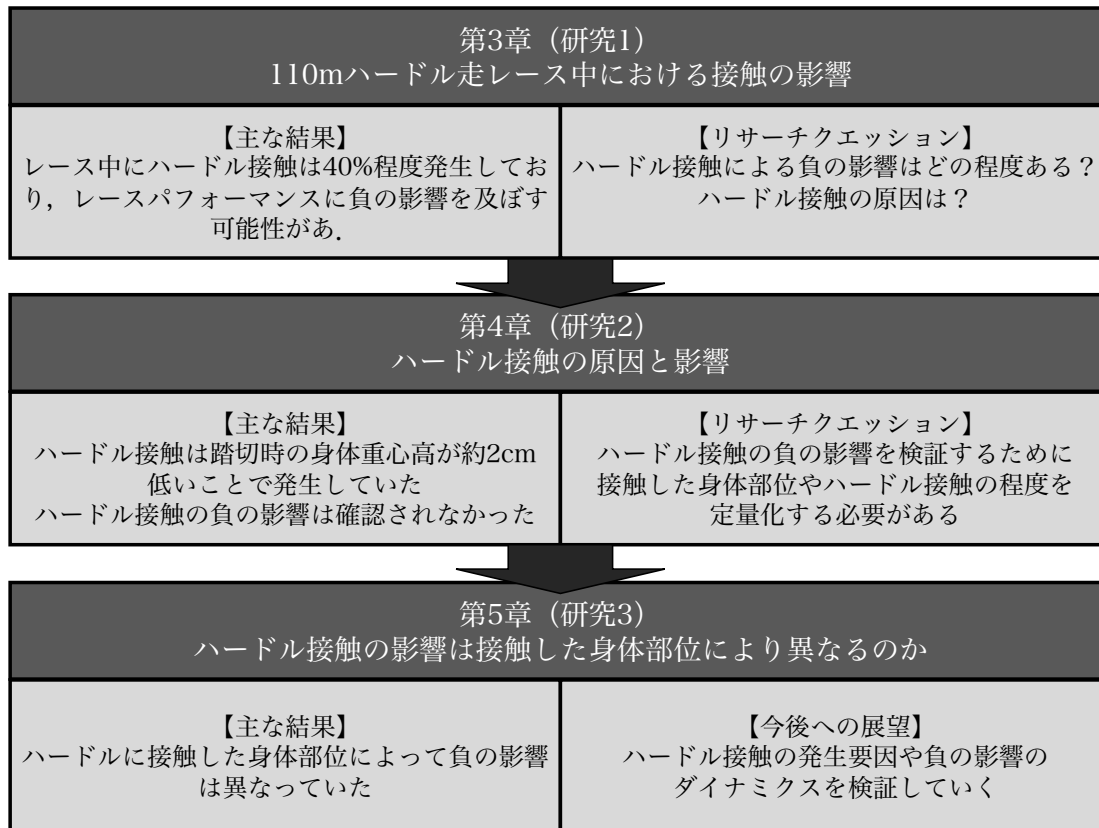 第3章（研究1）
110mハードル走レース中における接触の影響
【主な結果】
レース中にハードル接触は40%程度発生してお
り，レースパフォーマンスに負の影響を及ぼす
可能性があ．
【リサーチクエッション】
ハードル接触による負の影響はどの程度ある？
ハードル接触の原因は？
第4章（研究2）
ハードル接触の原因と影響
【主な結果】
ハードル接触は踏切時の身体重心高が約2cm
低いことで発生していた
ハードル接触の負の影響は確認されなかった
【リサーチクエッション】
ハードル接触の負の影響を検証するために
接触した身体部位やハードル接触の程度を
定量化する必要がある
第5章（研究3）
ハードル接触の影響は接触した身体部位により異なるのか
【主な結果】
ハードルに接触した身体部位によって負の影響
は異なっていた
【今後への展望】
ハードル接触の発生要因や負の影響の
ダイナミクスを検証していく